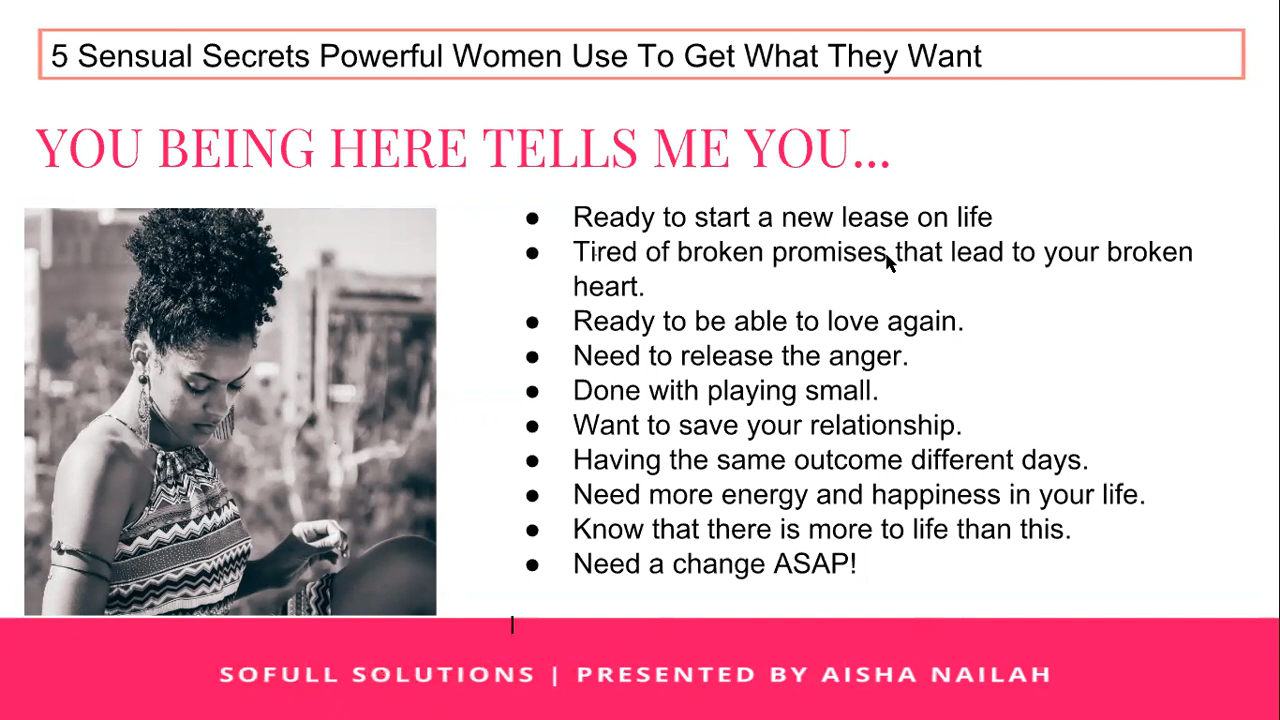 5 Sensual Secrets Powerful Women Use To Get What They Want
YOU BEING HERE TELLS ME YOU...
● Ready to start a new lease on life
● Tired of broken promises that lead to your broken
heart.
● Ready to be able to love again.
● Need to release the anger.
● Done with playing small.
● Want to save your relationship.
● Having the same outcome different days.
● Need more energy and happiness in your life.
● Know that there is more to life than this.
● Need a change ASAP!
SOFULL SOLUTIONS | PRESENTED BY AISHA NAILAH